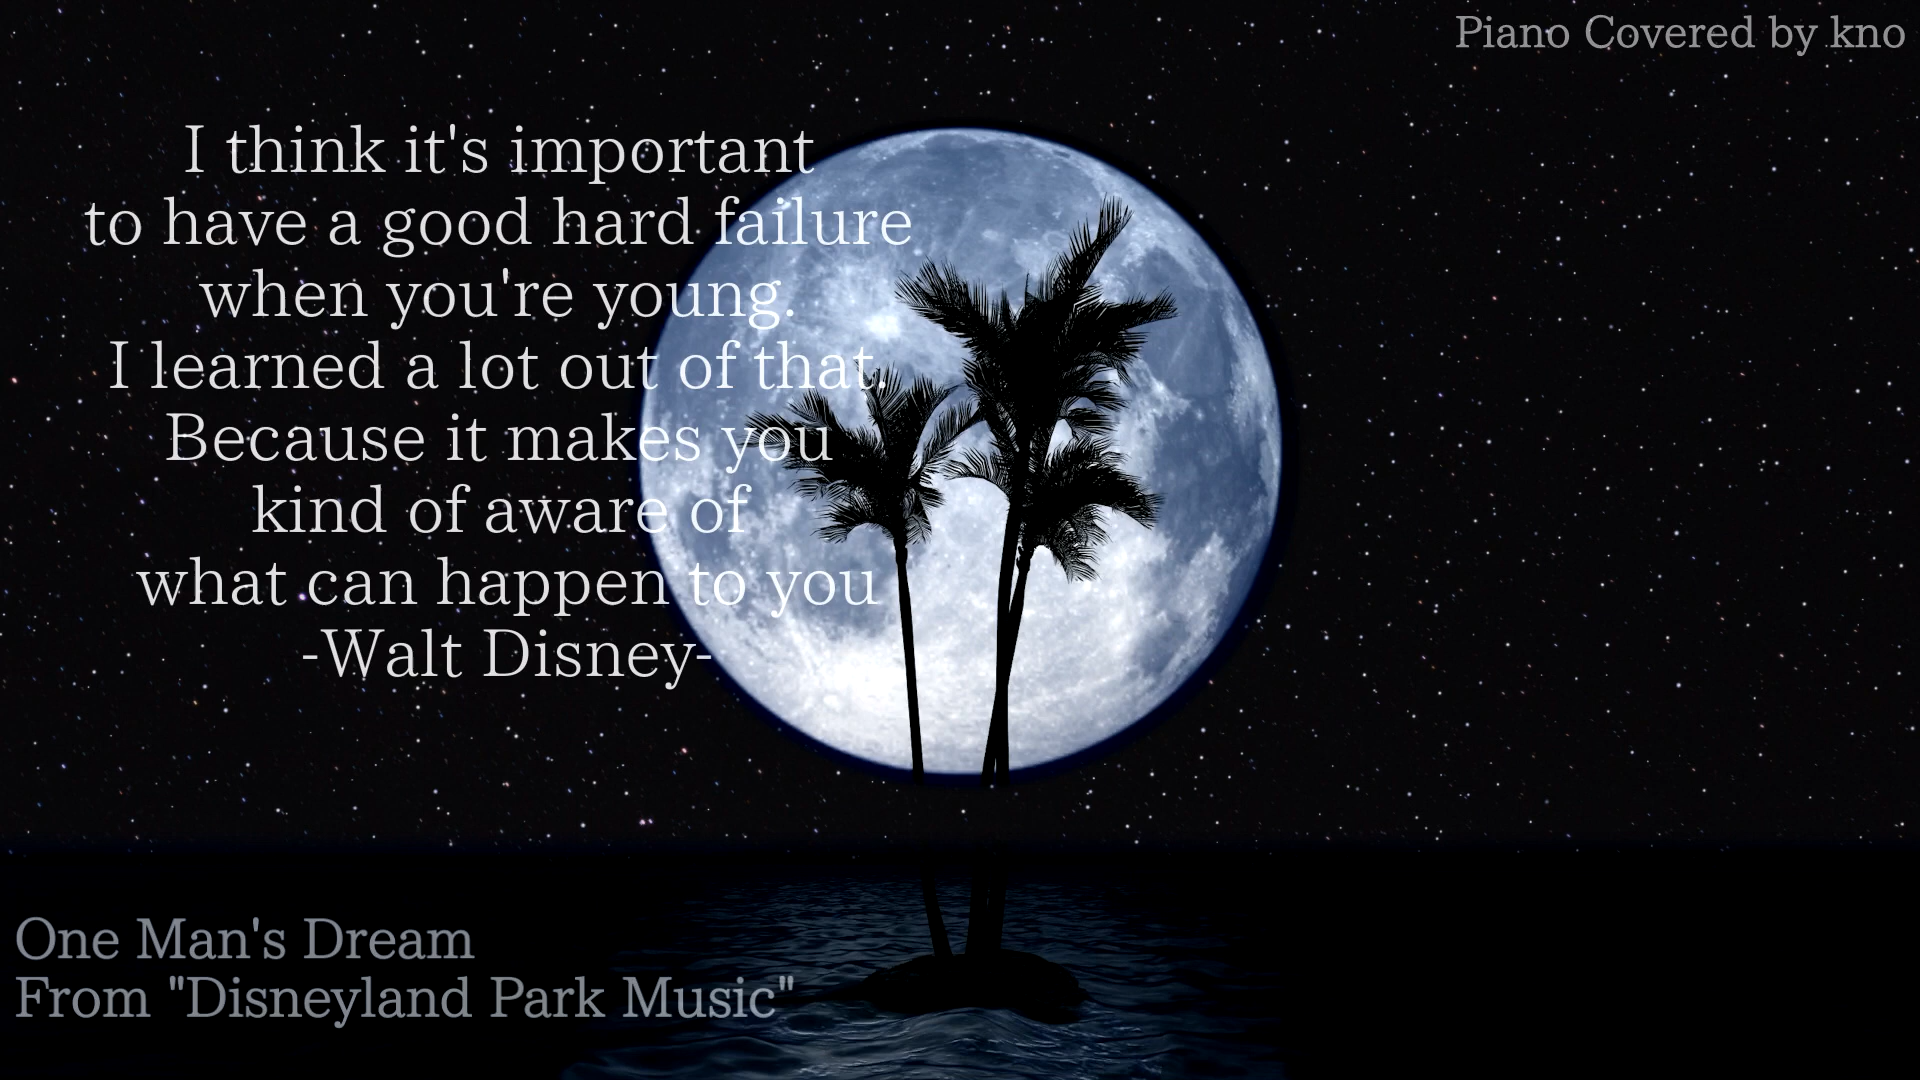 Piano Covered by kno
I think it's important
to have a good hard failure
when you're young.
I learned a lot out of that.
Because it makes you
kind of aware of
what can happen to you
-Walt Disney-
One Man's Dream
From "Disneyland Park Music"